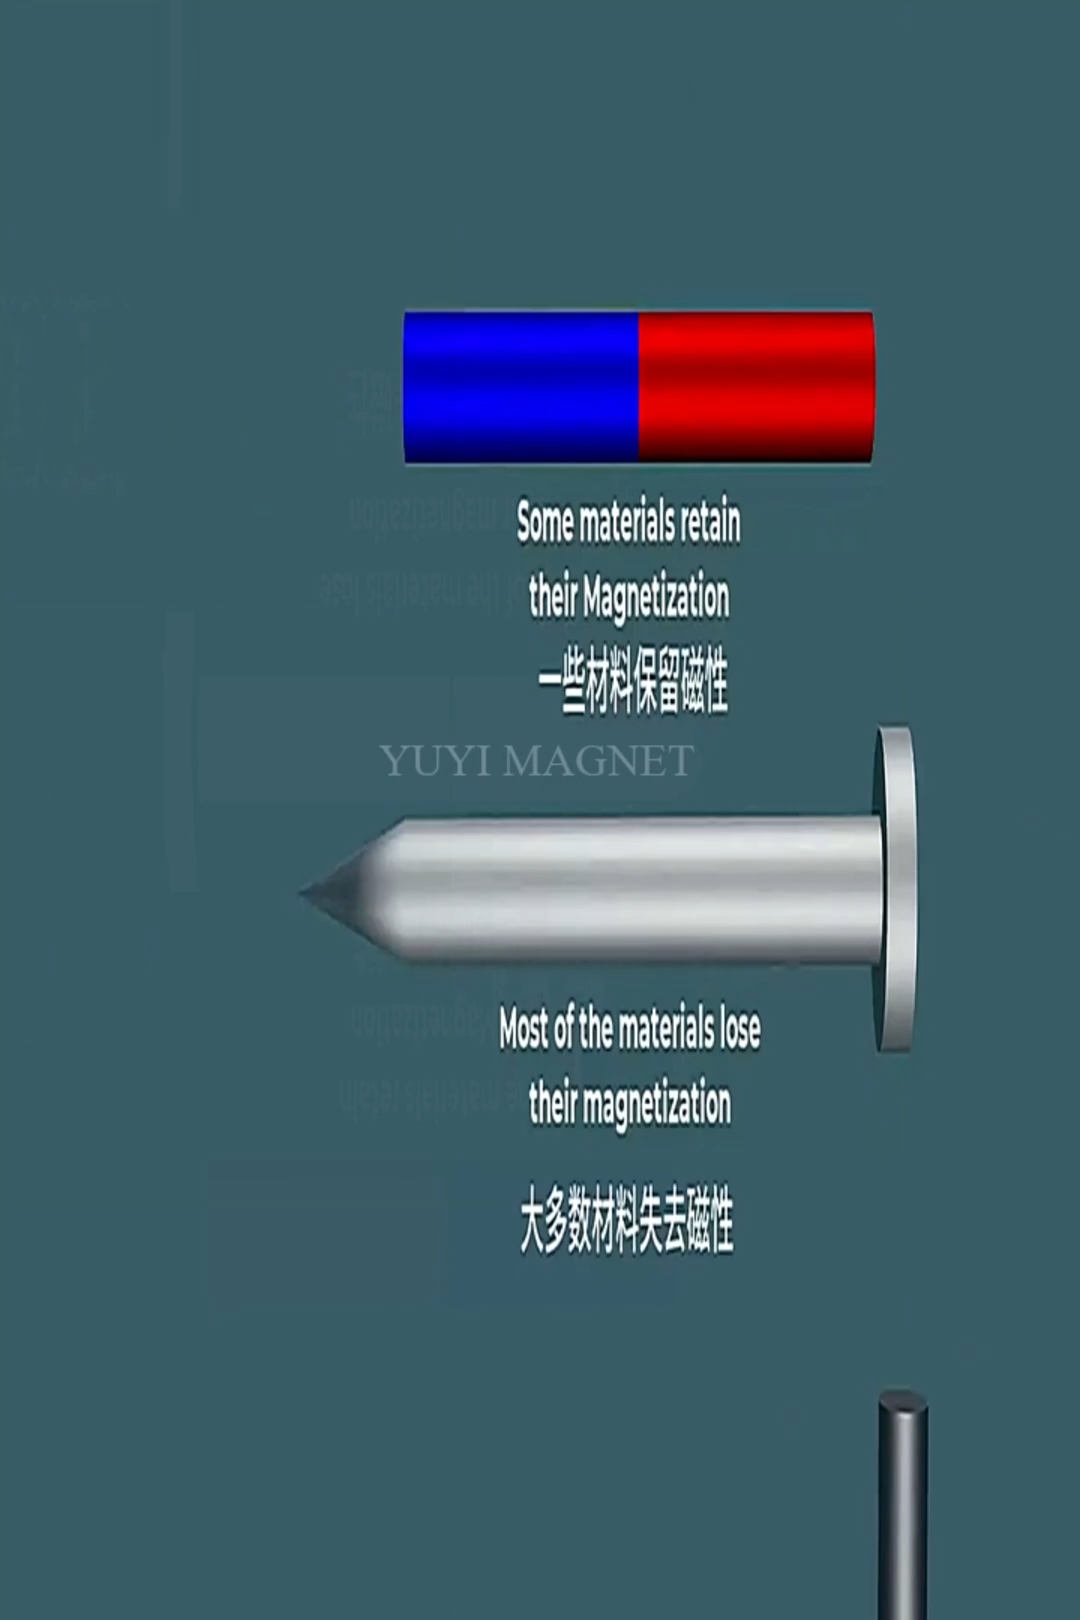 Some materials retain
their Magnetization
一些材料保留磁性
YUYI MAGNET
Most of the materials lose
their magnetization
大多数材料失去磁性